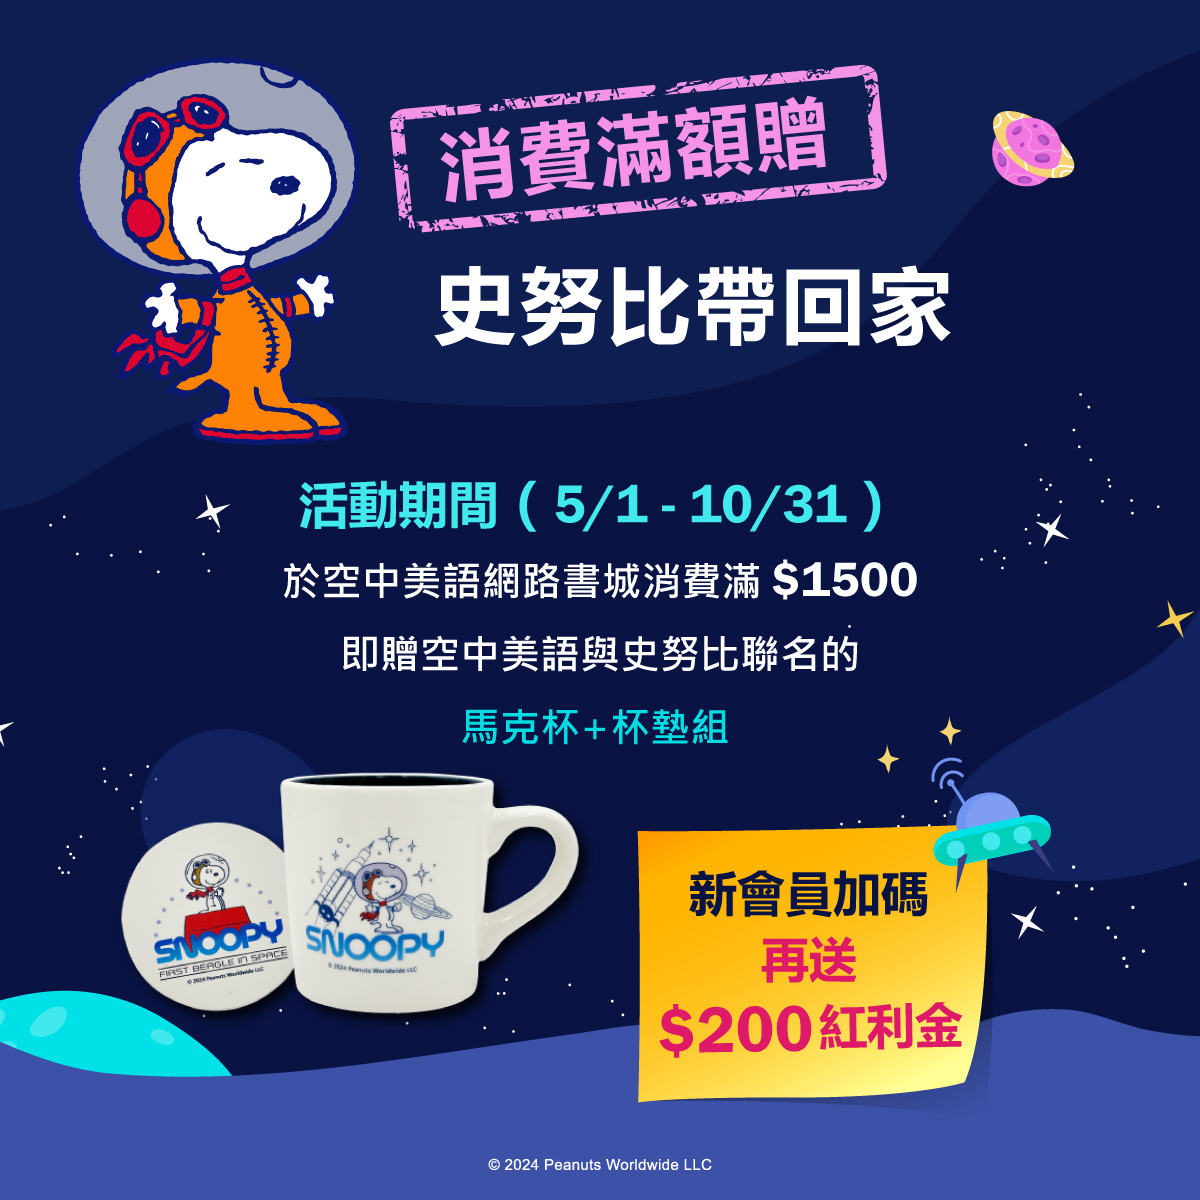 消費滿額贈
史努比帶回家
活動期間（5/1 - 10/31）
於空中美語網路書城消費滿 $1500
即贈空中美語與史努比聯名的
馬克杯+杯墊組
SNOOPY
FIRST BEAGLE IN SPACE
© 2024 Peanuts Worldwide LLC
SNOOPY
© 2024 Peanuts Worldwide LLC
新會員加碼
再送
$200紅利金
© 2024 Peanuts Worldwide LLC